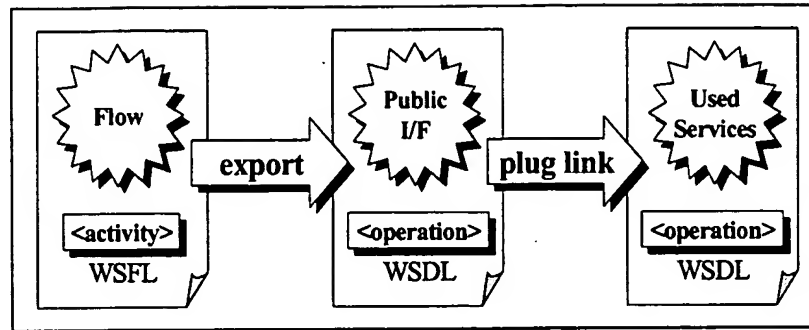 Flow
export
<activity>
WSFL
Public
I/F
plug link
<operation>
WSDL
Used
Services
<operation>
WSDL